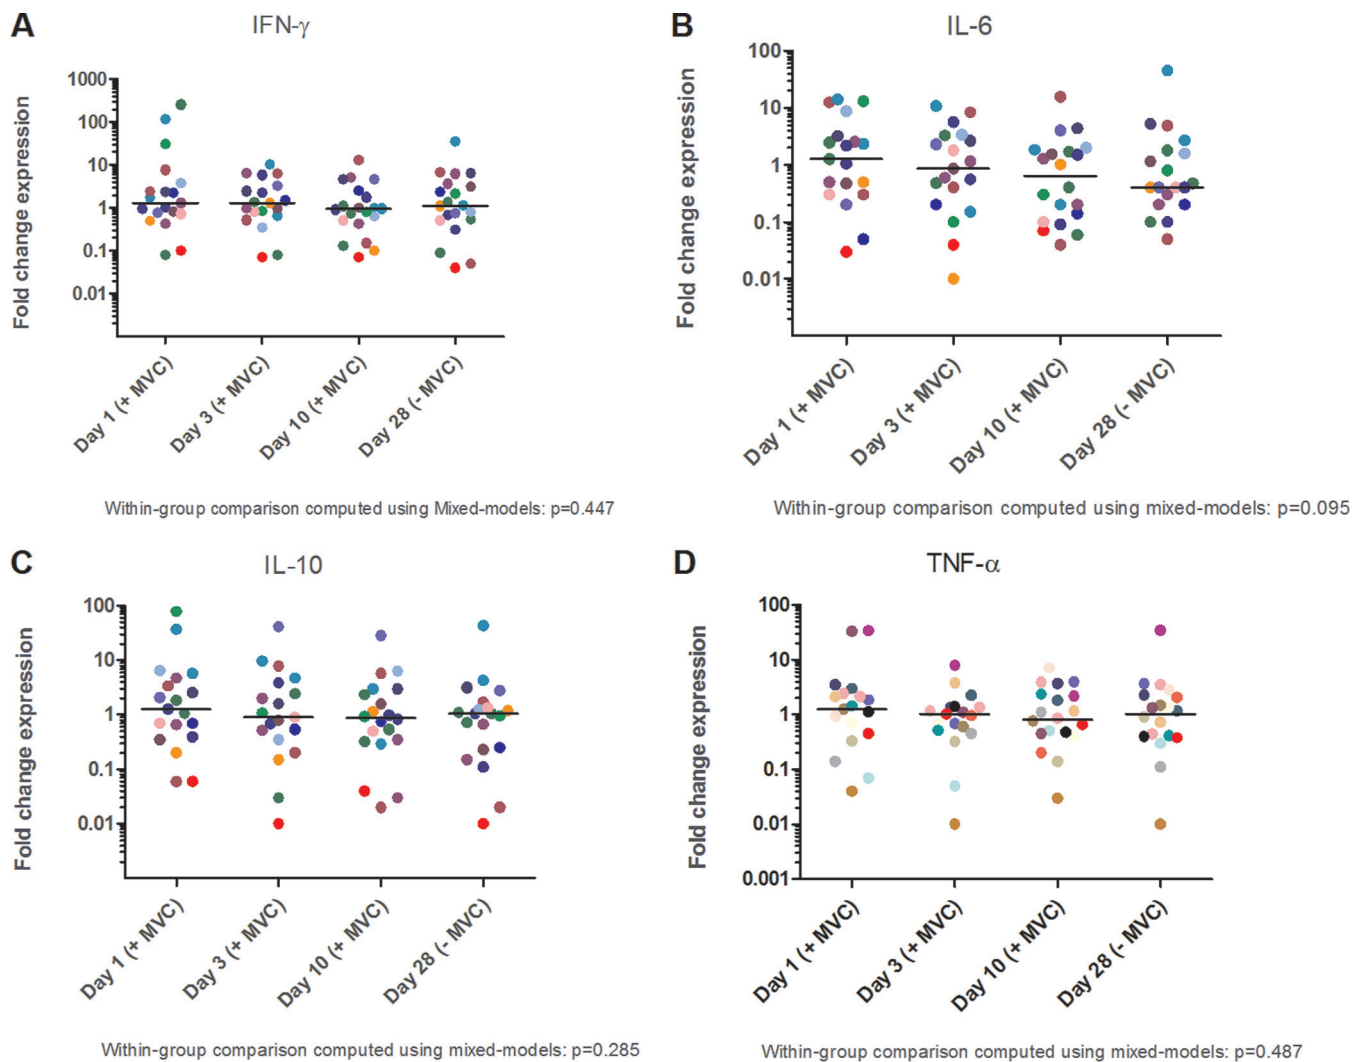 A
IFN-γ
Fold change expression
1000
100
10
1
0.1
0.01
Day 1 (+ MVC)
Day 3 (+ MVC)
Day 10 (+ MVC)
Day 28 (- MVC)
Within-group comparison computed using Mixed-models: p=0.447
B
IL-6
Fold change expression
100
10
1
0.1
0.01
Day 1 (+ MVC)
Day 3 (+ MVC)
Day 10 (+ MVC)
Day 28 (- MVC)
Within-group comparison computed using mixed-models: p=0.095
C
IL-10
Fold change expression
100
10
1
0.1
0.01
Day 1 (+ MVC)
Day 3 (+ MVC)
Day 10 (+ MVC)
Day 28 (- MVC)
Within-group comparison computed using mixed-models: p=0.285
D
TNF-α
Fold change expression
100
10
1
0.1
0.01
0.001
Day 1 (+ MVC)
Day 3 (+ MVC)
Day 10 (+ MVC)
Day 28 (- MVC)
Within-group comparison computed using mixed-models: p=0.487